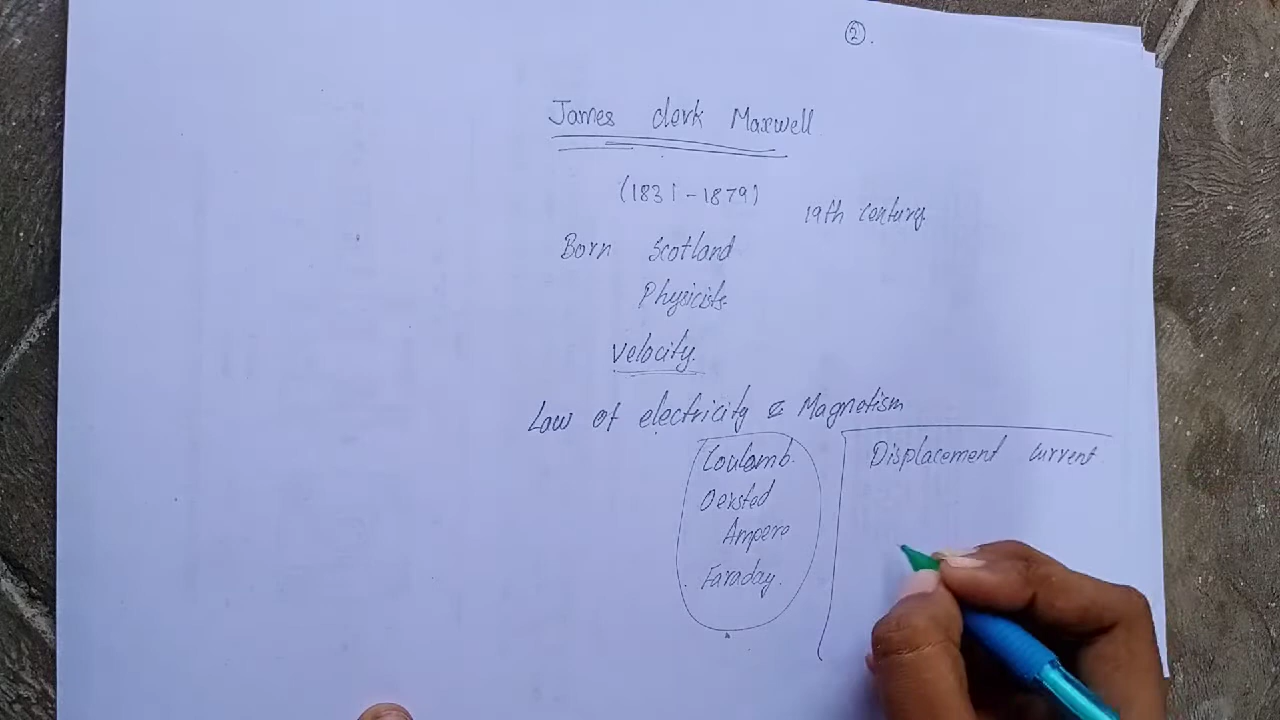 ②.
James clerk Maxwell
(1831-1879)
19th century
Born Scotland
Physicists
Velocity.
Law of electricity & Magnetism
Coulomb.
Oersted
Ampere
Faraday.
Displacement current